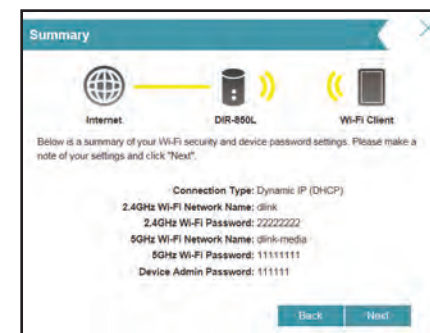 Summary
Internet DIR-850L Wi-Fi Client
Below is a summary of your Wi-Fi security and device password settings. Please make a
note of your settings and click "Next".
Connection Type: Dynamic IP (DHCP)
2.4GHz Wi-Fi Network Name: dlink
2.4GHz Wi-Fi Password: 22222222
5GHz Wi-Fi Network Name: dlink-media
5GHz Wi-Fi Password: 11111111
Device Admin Password: 111111
Back Next